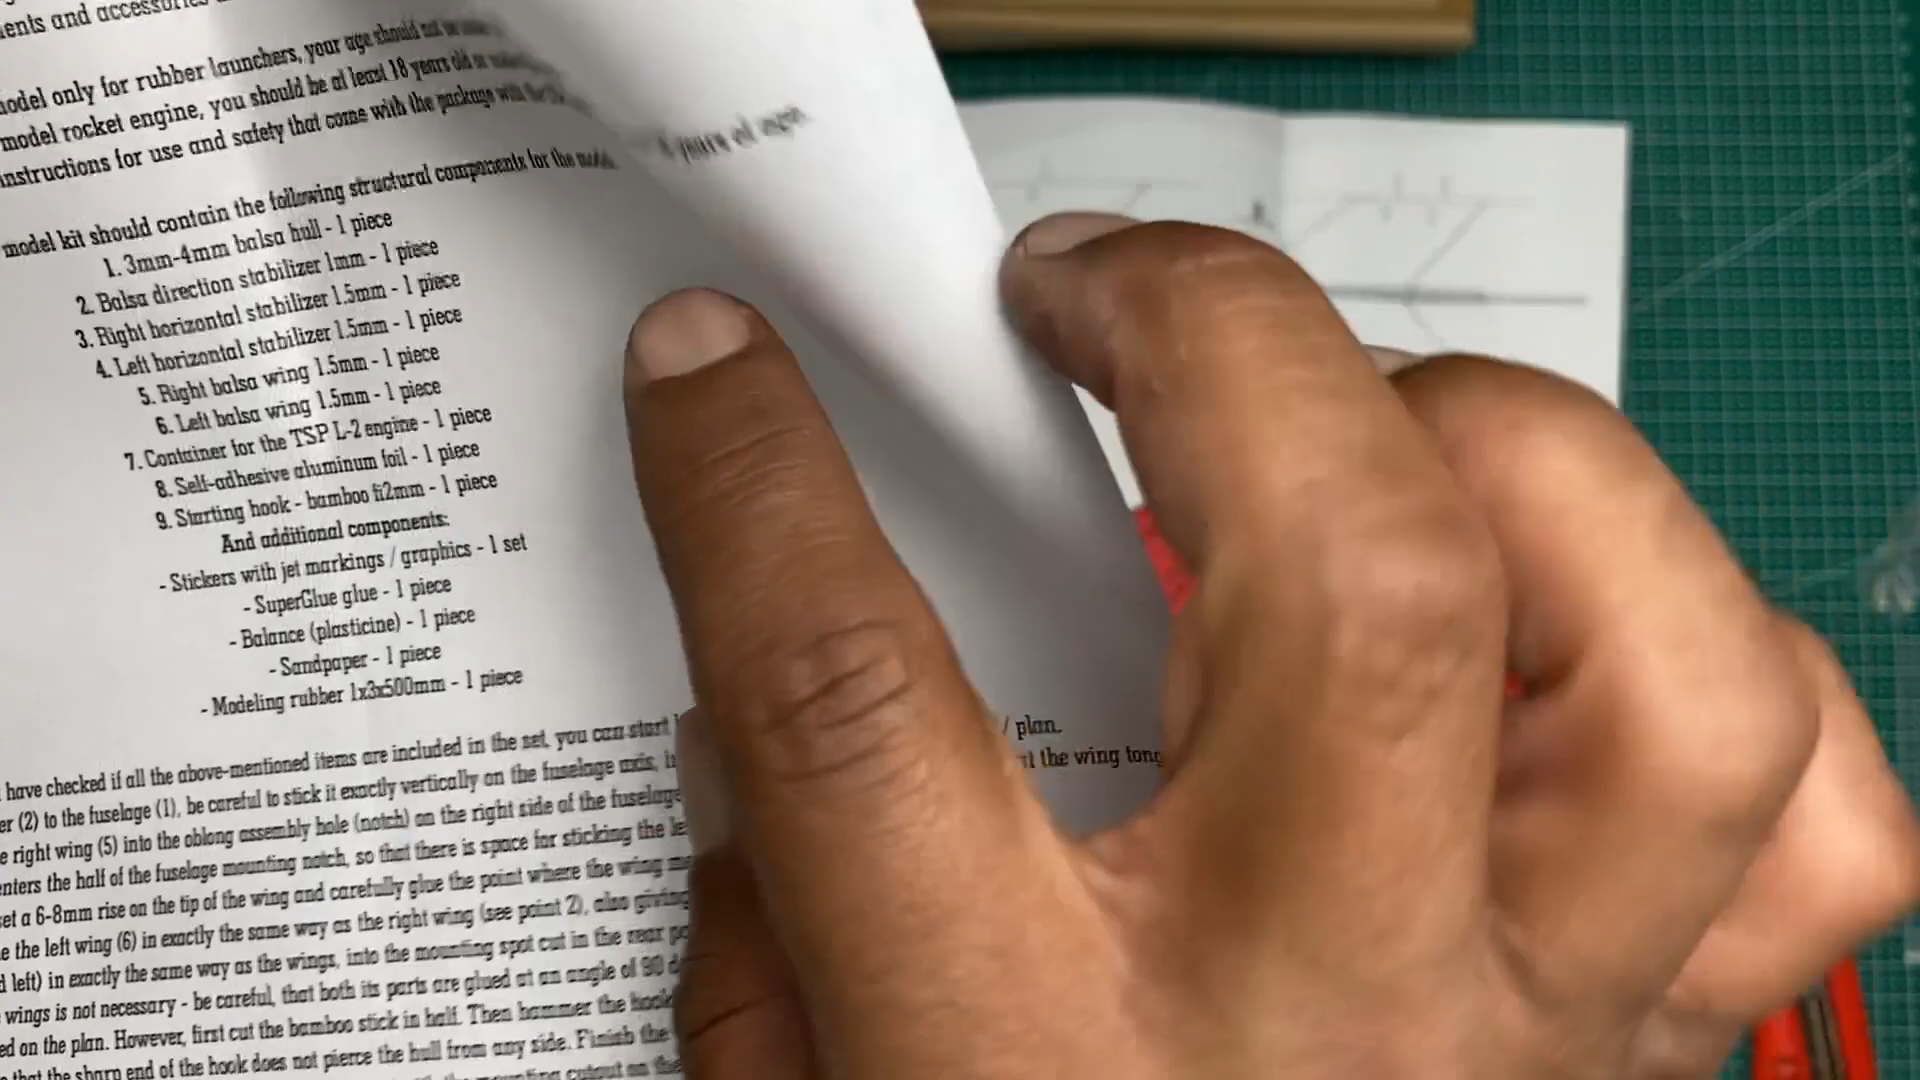 ents and accessories
model only for rubber launchers, your age should not
model rocket engine, you should be at least 18 years old or
instructions for use and safety that come with the package will the
years of age.
model kit should contain the following structural components for the
1. 3mm-4mm balsa hull - 1 piece
2. Balsa direction stabilizer 1mm - 1 piece
3. Right horizontal stabilizer 1.5mm - 1 piece
4. Left horizontal stabilizer 1.5mm - 1 piece
5. Right balsa wing 1.5mm - 1 piece
6. Left balsa wing 1.5mm - 1 piece
7. Container for the TSP L-2 engine - 1 piece
8. Self-adhesive aluminum foil - 1 piece
9. Starting hook - bamboo fi2mm - 1 piece
And additional components:
- Stickers with jet markings / graphics - 1 set
- SuperGlue glue - 1 piece
- Balance (plasticine) - 1 piece
- Sandpaper - 1 piece
- Modeling rubber 1x3x500mm - 1 piece
have checked if all the above-mentioned items are included in the set, you can start / plan.
er (2) to the fuselage (1), be careful to stick it exactly vertically on the fuselage axis, the wing tong
e right wing (5) into the oblong assembly hole (notch) on the right side of the fuselage
enters the half of the fuselage mounting notch, so that there is space for sticking the
et a 6-8mm rise on the tip of the wing and carefully glue the point where the wing
e the left wing (6) in exactly the same way as the right wing (see point 2), also giving
d left) in exactly the same way as the wings, into the mounting spot cut in the rear
wings is not necessary - be careful, that both its parts are glued at an angle of 90
ed on the plan. However, first cut the bamboo stick in half. Then hammer the hook
that the sharp end of the hook does not pierce the hull from any side. Finish the
mounting cutout on the